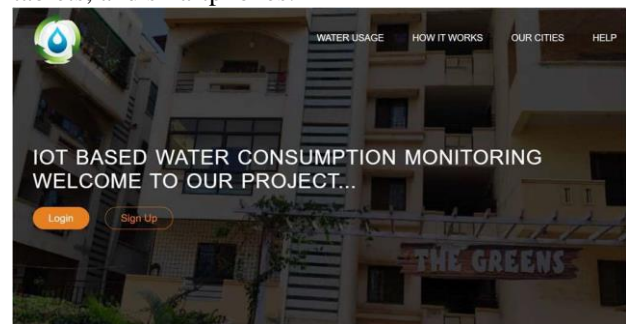 WATER USAGE HOW IT WORKS OUR CITIES HELP
IOT BASED WATER CONSUMPTION MONITORING
WELCOME TO OUR PROJECT...
Login Sign Up
THE GREENS